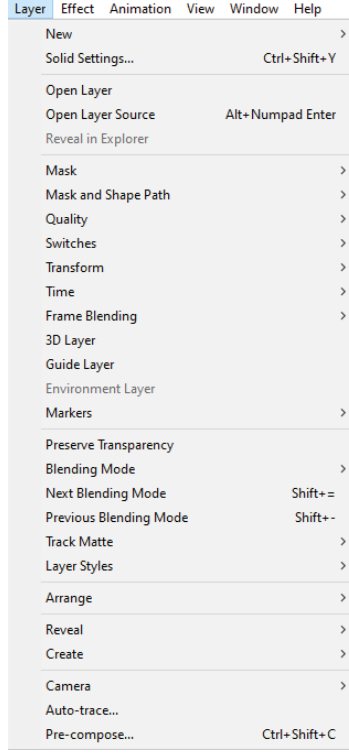 Layer Effect Animation View Window Help
New
Solid Settings... Ctrl+Shift+Y
Open Layer
Open Layer Source Alt+Numpad Enter
Reveal in Explorer
Mask
Mask and Shape Path
Quality
Switches
Transform
Time
Frame Blending
3D Layer
Guide Layer
Environment Layer
Markers
Preserve Transparency
Blending Mode
Next Blending Mode Shift+=
Previous Blending Mode Shift+-
Track Matte
Layer Styles
Arrange
Reveal
Create
Camera
Auto-trace...
Pre-compose... Ctrl+Shift+C